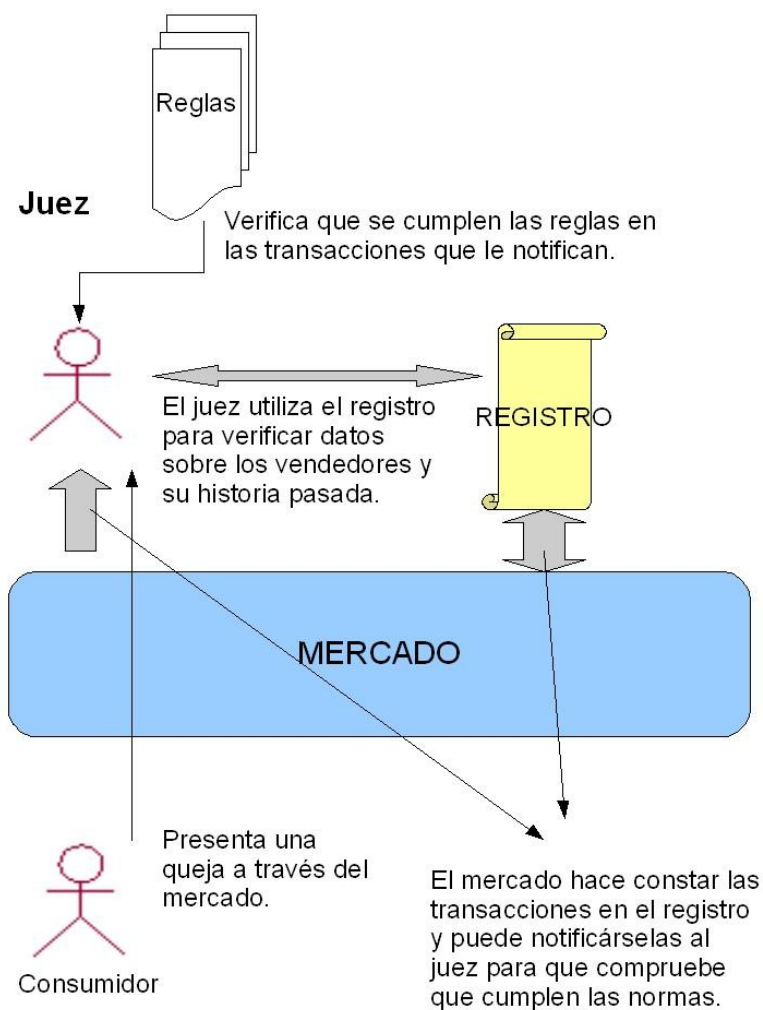 Reglas
Juez
Verifica que se cumplen las reglas en
las transacciones que le notifican.
El juez utiliza el registro
para verificar datos
sobre los vendedores y
su historia pasada.
REGISTRO
MERCADO
Presenta una
queja a través del
mercado.
Consumidor
El mercado hace constar las
transacciones en el registro
y puede notificárselas al
juez para que compruebe
que cumplen las normas.